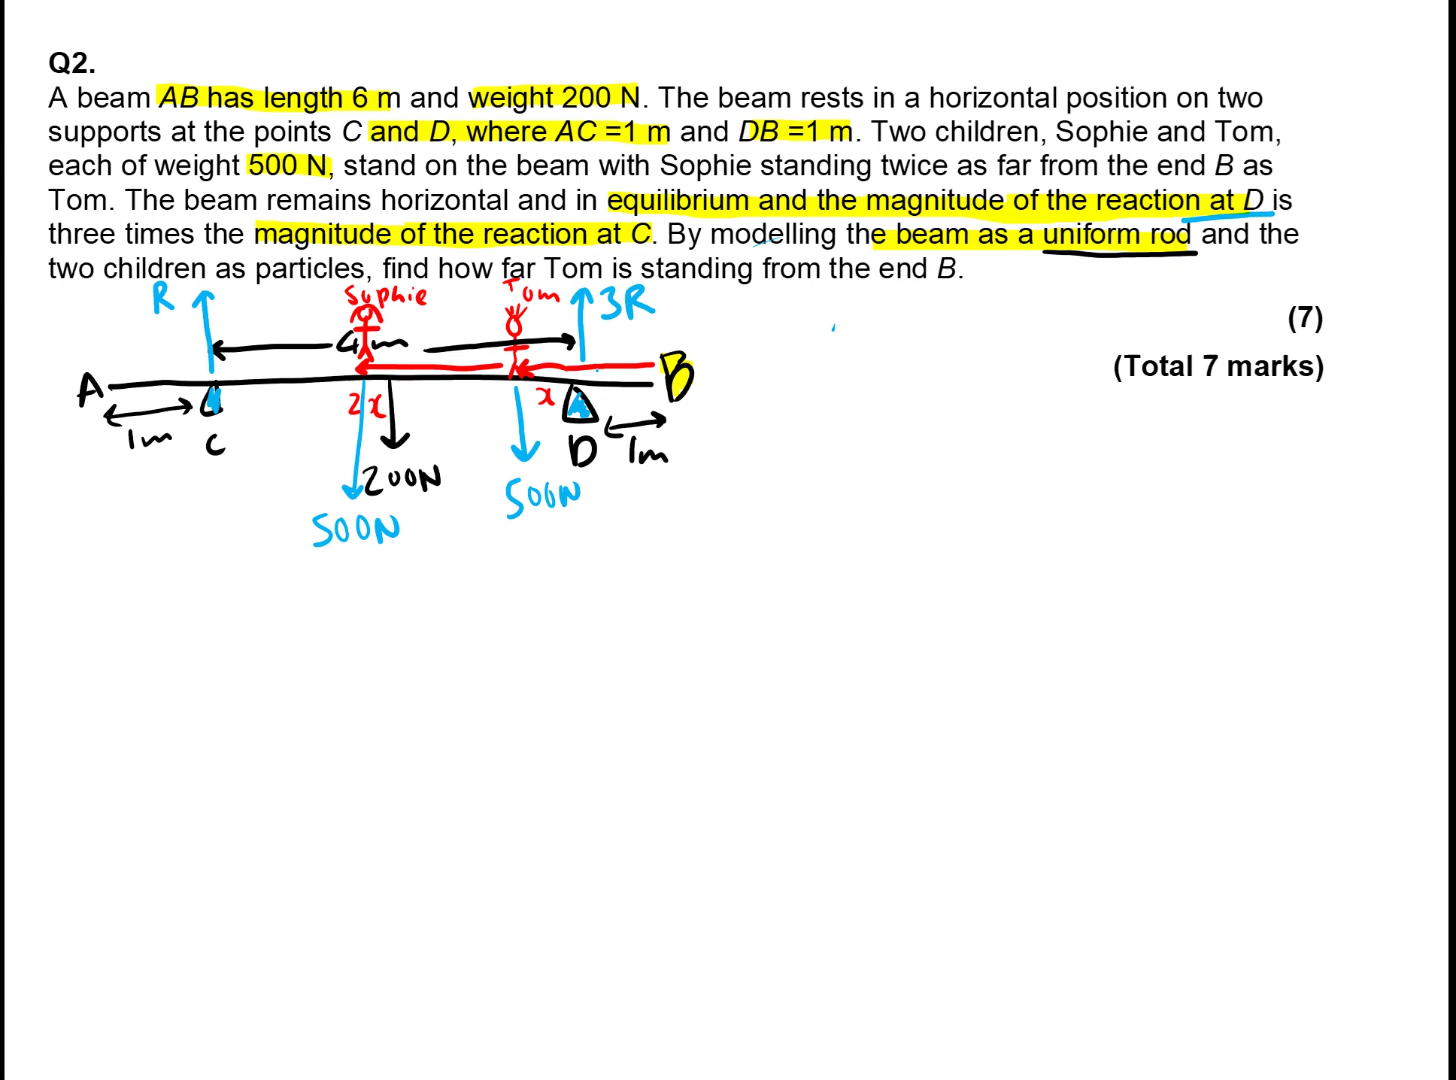 Q2.
A beam AB has length 6 m and weight 200 N. The beam rests in a horizontal position on two
supports at the points C and D, where AC =1 m and DB =1 m. Two children, Sophie and Tom,
each of weight 500 N, stand on the beam with Sophie standing twice as far from the end B as
Tom. The beam remains horizontal and in equilibrium and the magnitude of the reaction at D is
three times the magnitude of the reaction at C. By modelling the beam as a uniform rod and the
two children as particles, find how far Tom is standing from the end B.
(7)
(Total 7 marks)
R Sophie Tom 3R
4m
A B
2x x
1m C D 1m
200N
500N 500N